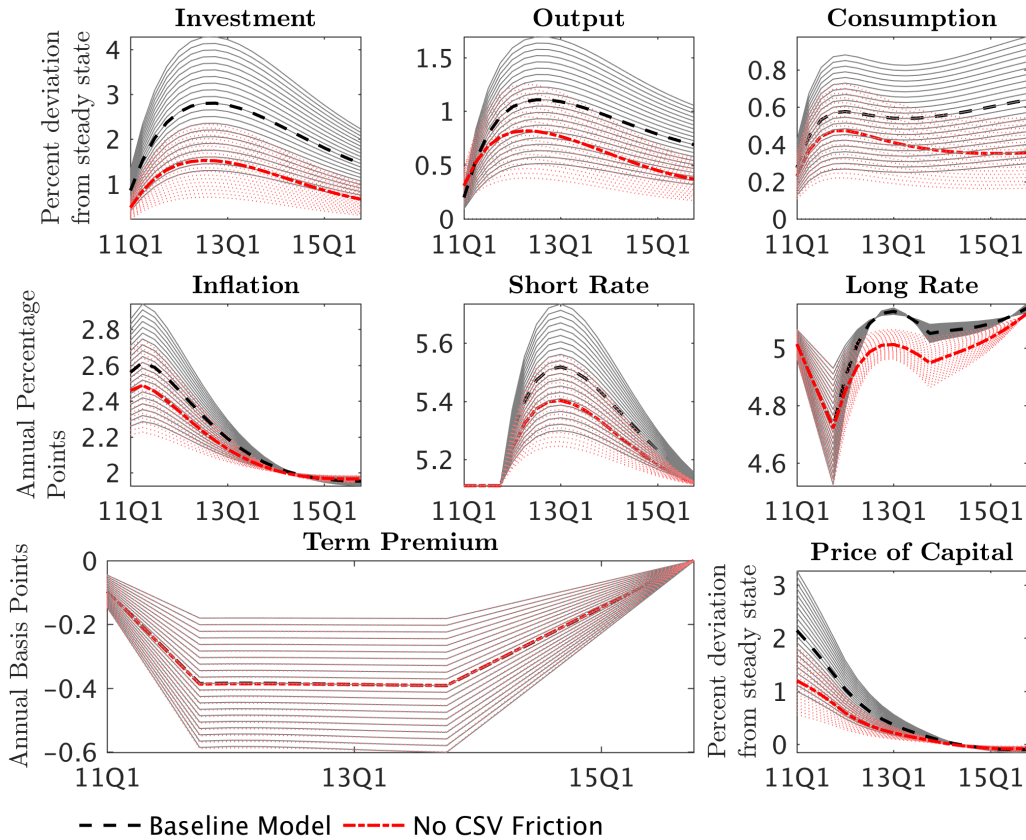 Investment
Output
Consumption
Percent deviation
from steady state
4
3
2
1
11Q1
13Q1
15Q1
1.5
1
0.5
0
11Q1
13Q1
15Q1
0.8
0.6
0.4
0.2
0
11Q1
13Q1
15Q1
Inflation
Short Rate
Long Rate
Annual Percentage
Points
2.8
2.6
2.4
2.2
2
11Q1
13Q1
15Q1
5.6
5.4
5.2
11Q1
13Q1
15Q1
5
4.8
4.6
11Q1
13Q1
15Q1
Term Premium
Price of Capital
Annual Basis Points
0
-0.2
-0.4
-0.6
11Q1
13Q1
15Q1
Percent deviation
from steady state
3
2
1
0
11Q1
13Q1
15Q1
Baseline Model
No CSV Friction